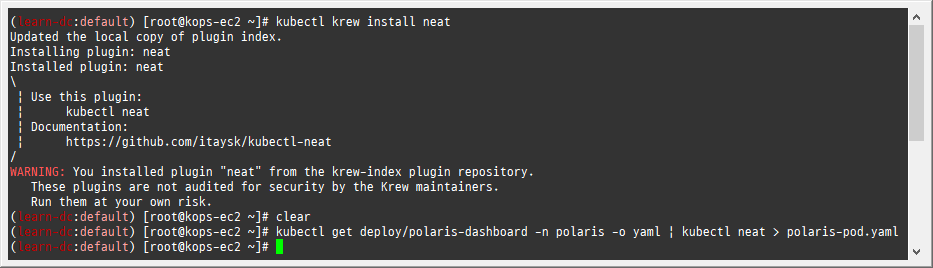 (learn-dr:default) [root@kops-ec2 ~]# kubectl krew install neat
Updated the local copy of plugin index.
Installing plugin: neat
Installed plugin: neat
\
 | Use this plugin:
 |      kubectl neat
 | Documentation:
 |      https://github.com/itaysk/kubectl-neat
/
WARNING: You installed plugin "neat" from the krew-index plugin repository.
   These plugins are not audited for security by the Krew maintainers.
   Run them at your own risk.
(learn-dr:default) [root@kops-ec2 ~]# clear
(learn-dr:default) [root@kops-ec2 ~]# kubectl get deploy/polaris-dashboard -n polaris -o yaml | kubectl neat > polaris-pod.yaml
(learn-dr:default) [root@kops-ec2 ~]#